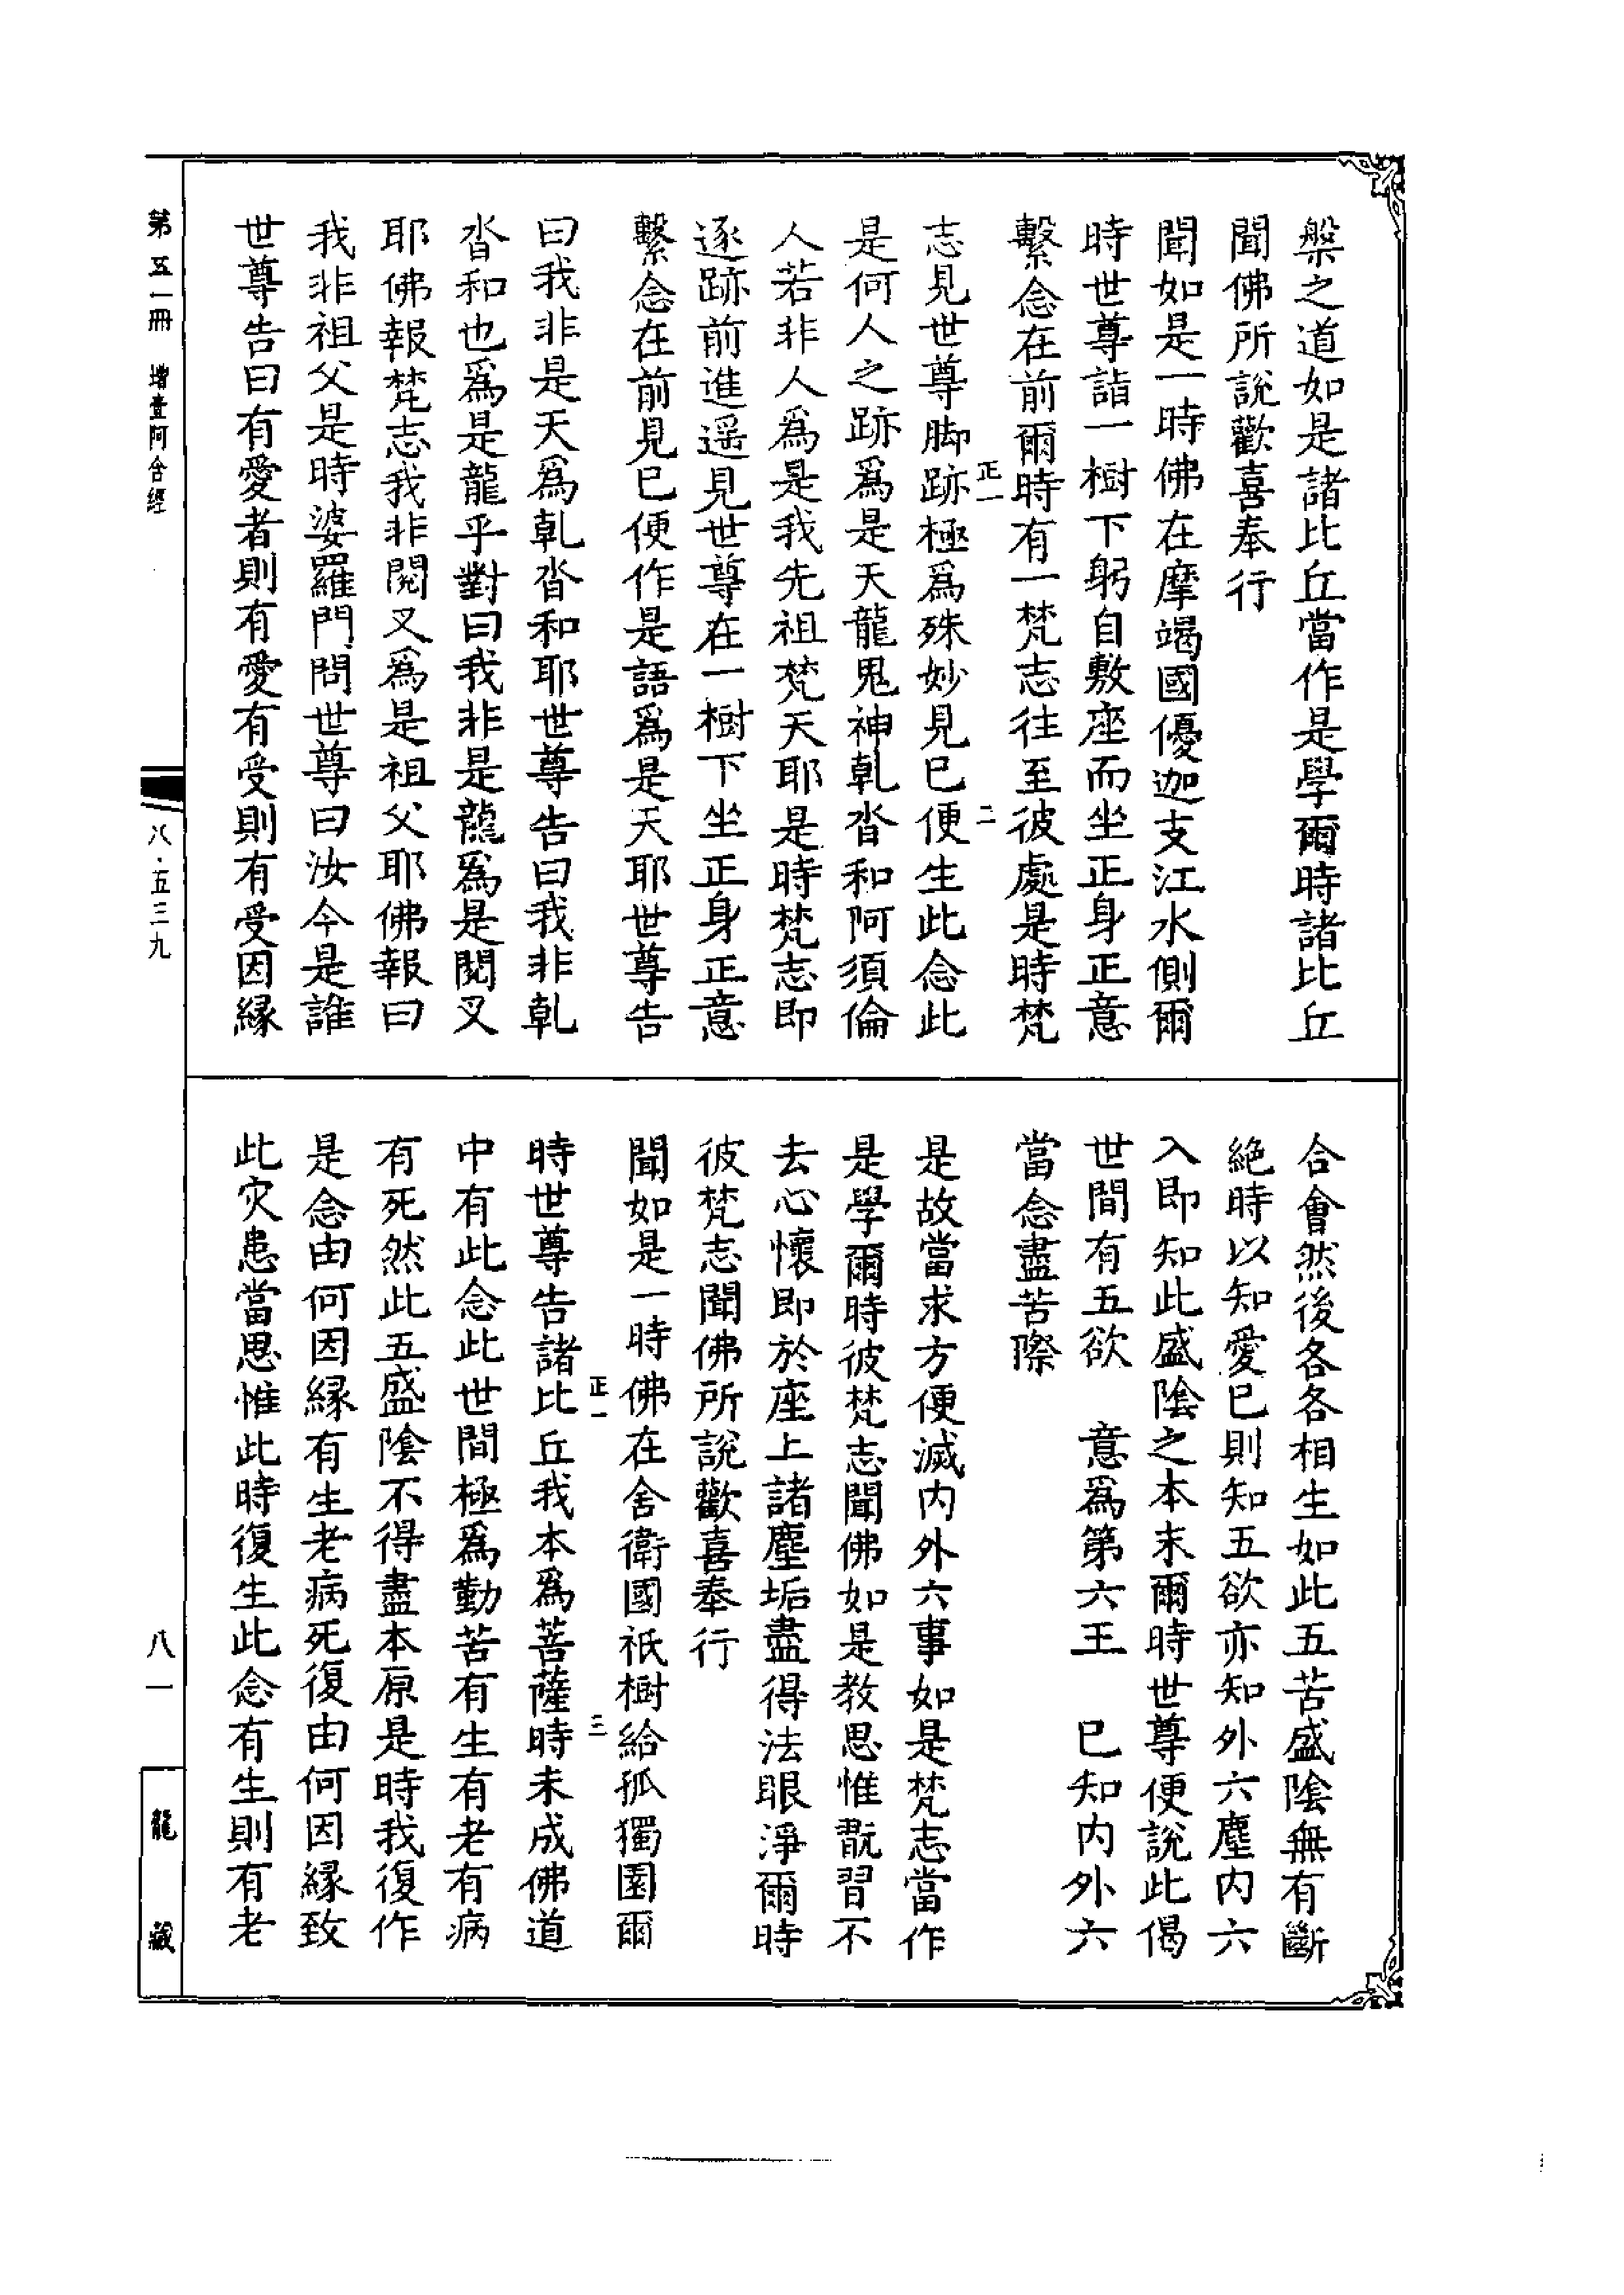 槃之道如是諸比丘當作是學爾時諸比丘
聞佛所說歡喜奉行
聞如是一時佛在摩竭國優迦支江水側爾
時世尊詣一樹下躬自敷座而坐正身正意
繫念在前爾時有一梵志往至彼處是時梵
正一 二
志見世尊脚跡極爲殊妙見已便生此念此
是何人之跡爲是天龍鬼神乹沓和阿須倫
人若非人爲是我先祖梵天耶是時梵志即
逐跡前進遥見世尊在一樹下坐正身正意
繫念在前見已便作是語爲是天耶世尊告
曰我非是天爲乹沓和耶世尊告曰我非乹
沓和也爲是龍乎對曰我非是龍爲是閱叉
耶佛報梵志我非閱叉爲是祖父耶佛報曰
我非祖父是時婆羅門問世尊曰汝今是誰
世尊告曰有愛者則有愛有受則有受因縁
合會然後各各相生如此五苦盛陰無有斷
絶時以知愛已則知五欲亦知外六塵内六
入即知此盛陰之本末爾時世尊便說此偈
世間有五欲　意爲第六王　已知内外六
當念盡苦際
是故當求方便滅内外六事如是梵志當作
是學爾時彼梵志聞佛如是教思惟翫習不
去心懷即於座上諸塵垢盡得法眼淨爾時
彼梵志聞佛所說歡喜奉行
聞如是一時佛在舍衛國祇樹給孤獨園爾
正一 三
時世尊告諸比丘我本爲菩薩時未成佛道
中有此念此世間極爲勤苦有生有老有病
有死然此五盛陰不得盡本原是時我復作
是念由何因縁有生老病死復由何因縁致
此灾患當思惟此時復生此念有生則有老
第五一冊 增壹阿含經
八·五三九
八一
龍藏